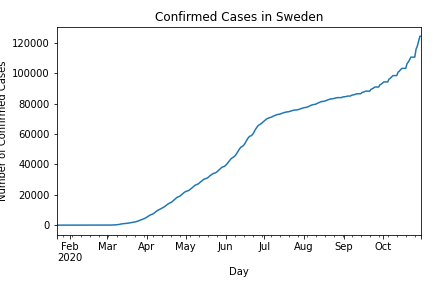 Confirmed Cases in Sweden
Number of Confirmed Cases
120000
100000
80000
60000
40000
20000
0
Feb Mar Apr May Jun Jul Aug Sep Oct
2020
Day